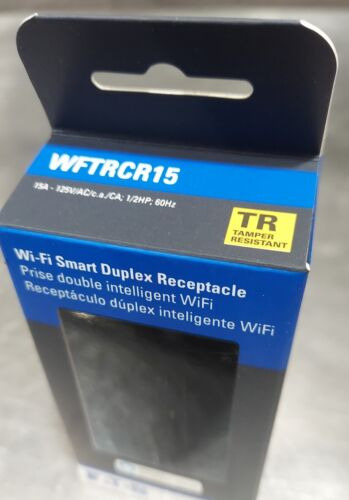 WFTRCR15
15A - 125V/AC/c.a./CA; 1/2HP; 60Hz
TR
TAMPER
RESISTANT
Wi-Fi Smart Duplex Receptacle
Prise double intelligent WiFi
Receptáculo dúplex inteligente WiFi